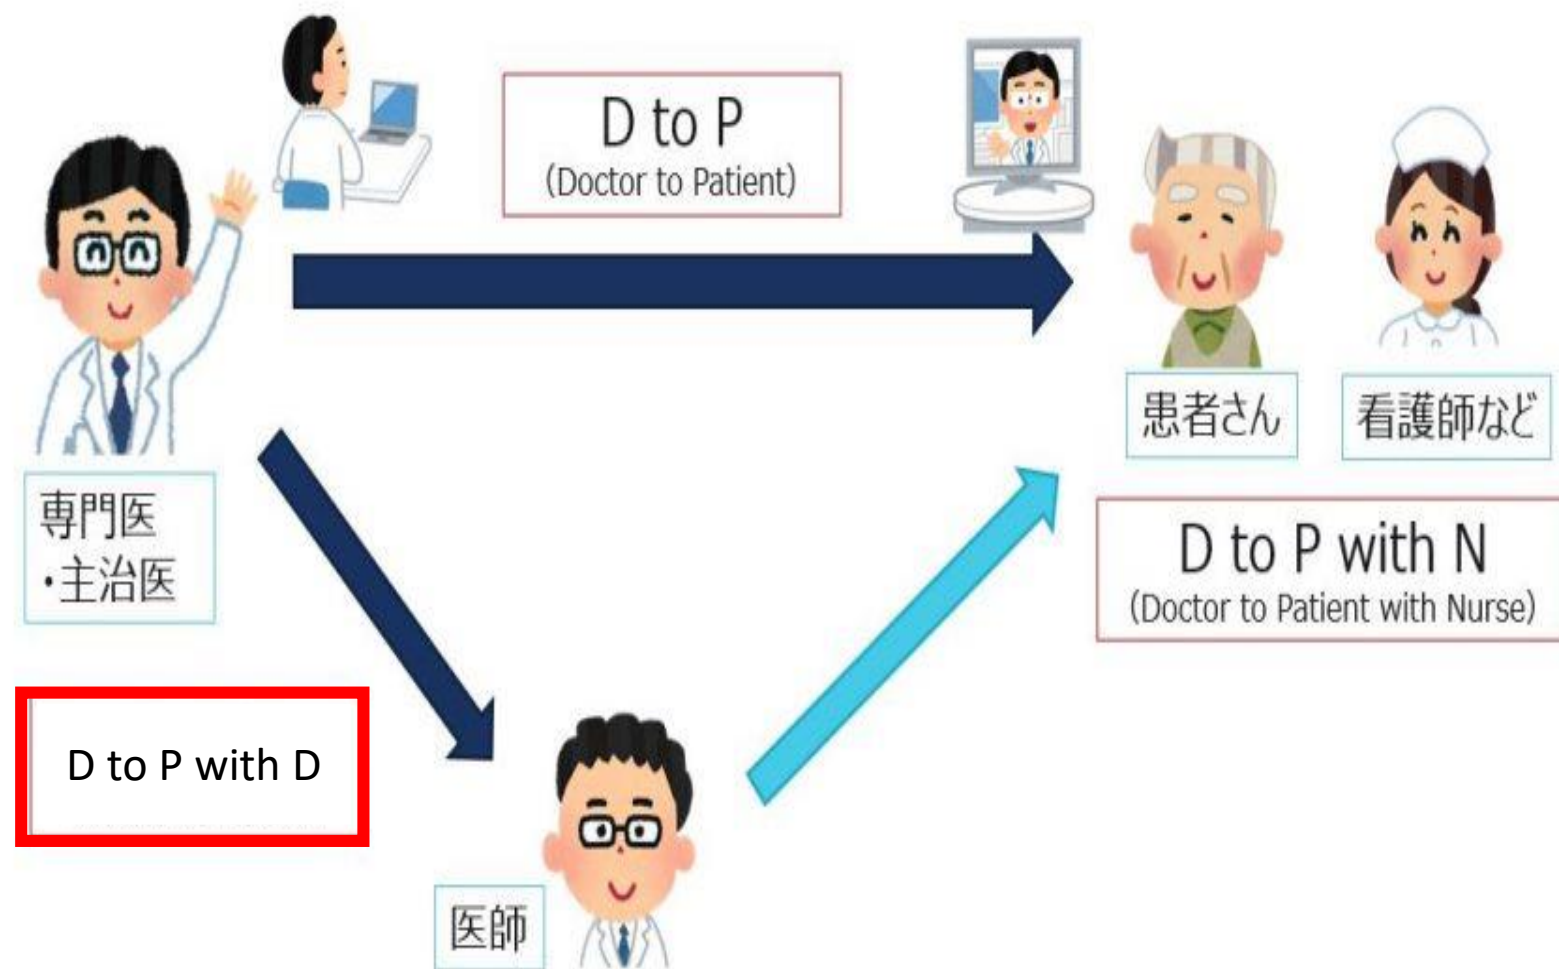 D to P
(Doctor to Patient)
患者さん
看護師など
専門医
・主治医
D to P with N
(Doctor to Patient with Nurse)
D to P with D
医師